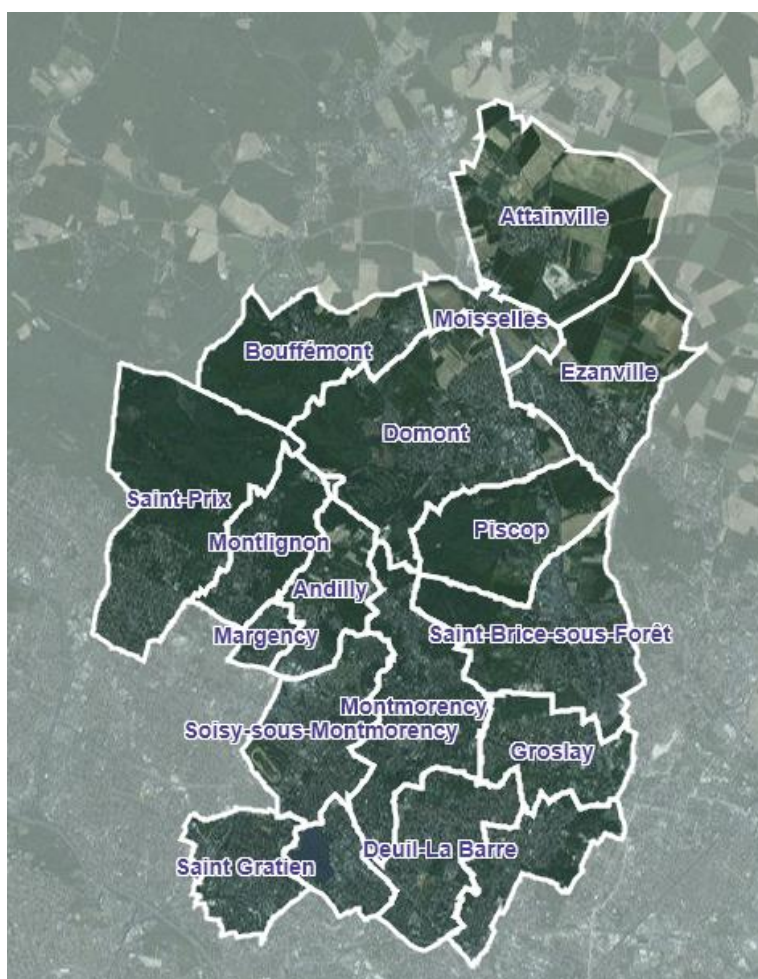 Attainville
Moisselles
Bouffémont
Ezanville
Domont
Saint-Prix
Piscop
Montlignon
Andilly
Margency
Saint-Brice-sous-Forêt
Montmorency
Soisy-sous-Montmorency
Groslay
Deuil-La Barre
Saint Gratien